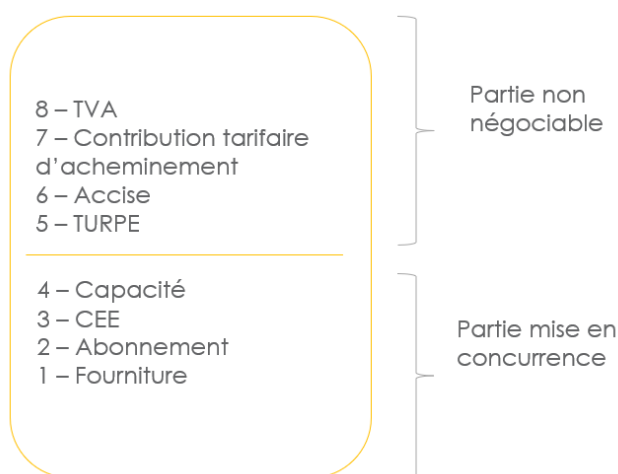 8 – TVA
7 – Contribution tarifaire
d’acheminement
6 – Accise
5 – TURPE
Partie non
négociable
4 – Capacité
3 – CEE
2 – Abonnement
1 – Fourniture
Partie mise en
concurrence